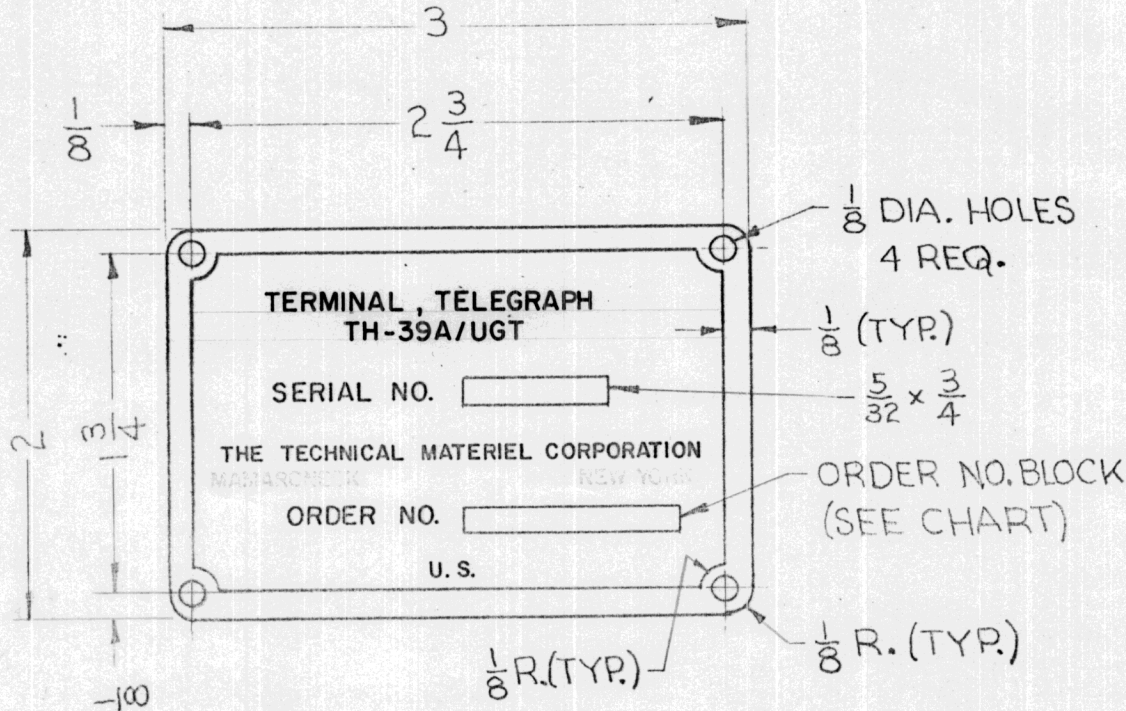 3
1/8
2 3/4
1/8 DIA. HOLES
4 REQ.
TERMINAL , TELEGRAPH
TH-39A/UGT
1/8 (TYP.)
SERIAL NO.
5/32 x 3/4
2
1 3/4
THE TECHNICAL MATERIEL CORPORATION
MAMARONECK NEW YORK
ORDER NO. BLOCK
(SEE CHART)
ORDER NO.
U. S.
1/8 R. (TYP.)
1/8 R. (TYP.)
1/8